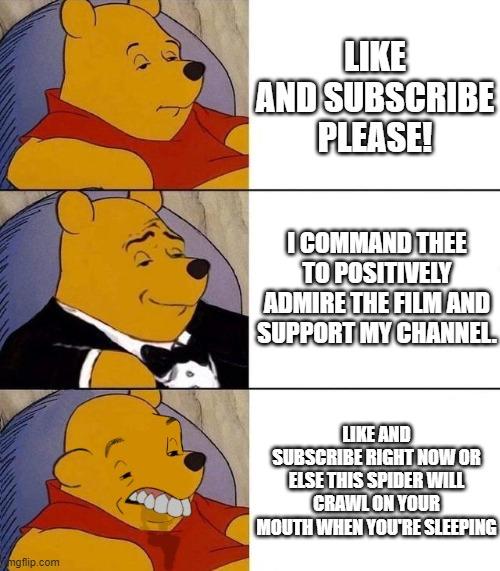 LIKE
AND SUBSCRIBE
PLEASE!
I COMMAND THEE
TO POSITIVELY
ADMIRE THE FILM AND
SUPPORT MY CHANNEL.
LIKE AND
SUBSCRIBE RIGHT NOW OR
ELSE THIS SPIDER WILL
CRAWL ON YOUR
MOUTH WHEN YOU'RE SLEEPING
imgflip.com